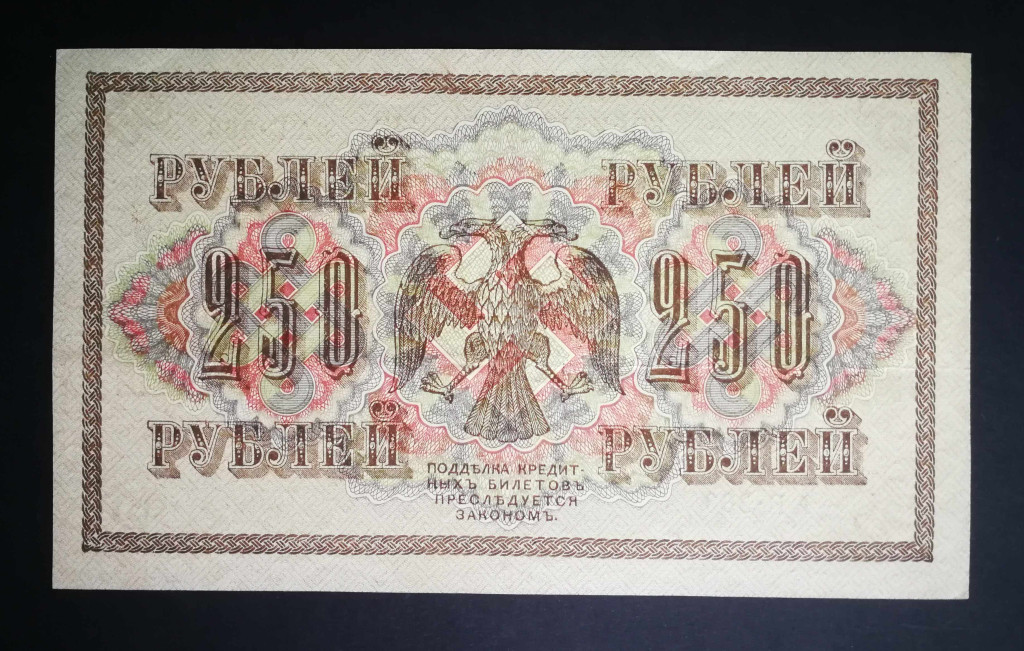 РУБЛЕЙ РУБЛЕЙ
250 250
РУБЛЕЙ РУБЛЕЙ
ПОДДѢЛКА КРЕДИТ-
НЫХЪ БИЛЕТОВЪ
ПРЕСЛѢДУЕТСЯ
ЗАКОНОМЪ.